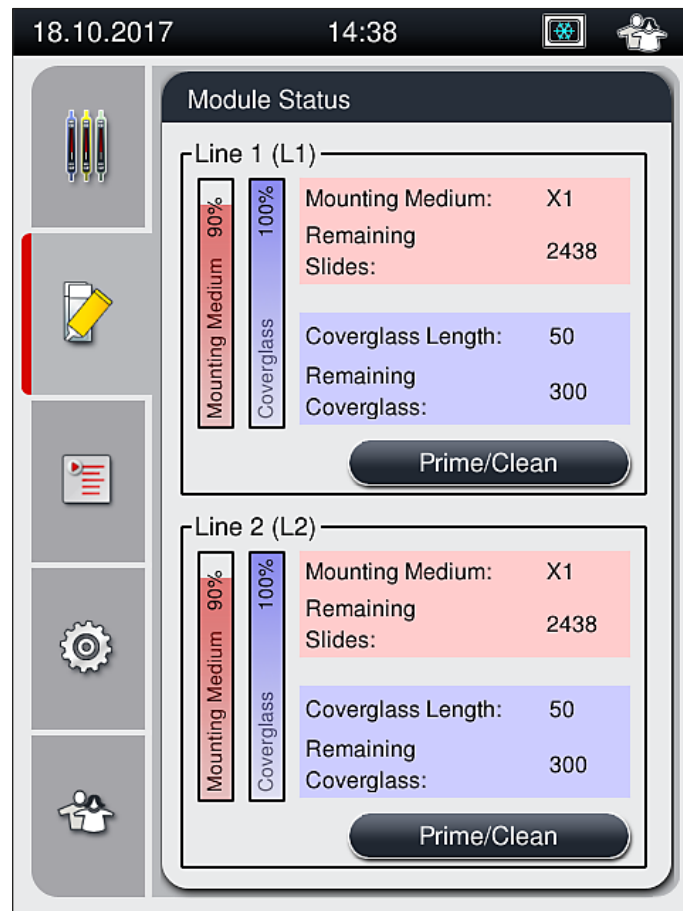 18.10.2017 14:38
Module Status
Line 1 (L1)
Mounting Medium 90%
Coverglass 100%
Mounting Medium: X1
Remaining
Slides: 2438
Coverglass Length: 50
Remaining
Coverglass: 300
Prime/Clean
Line 2 (L2)
Mounting Medium 90%
Coverglass 100%
Mounting Medium: X1
Remaining
Slides: 2438
Coverglass Length: 50
Remaining
Coverglass: 300
Prime/Clean